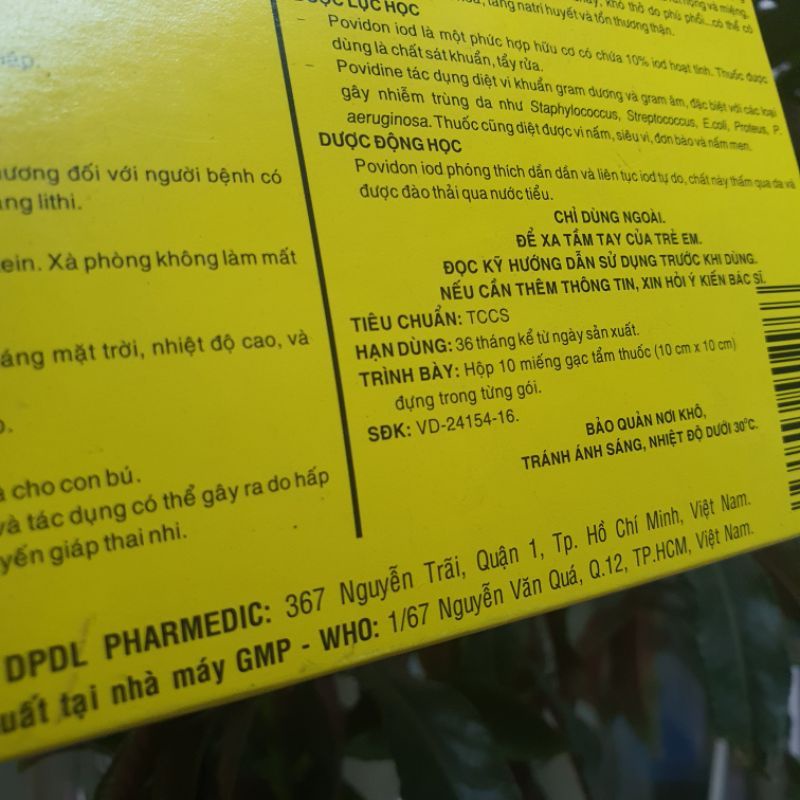 tăng natri huyết và tổn thương thận.
DƯỢC LỰC HỌC
- Povidon iod là một phức hợp hữu cơ có chứa 10% iod hoạt tính. Thuốc được
dùng là chất sát khuẩn, tẩy rửa.
- Povidine tác dụng diệt vi khuẩn gram dương và gram âm, đặc biệt với các loại
gây nhiễm trùng da như Staphylococcus, Streptococcus, E.coli, Proteus, P.
aeruginosa. Thuốc cũng diệt được vi nấm, siêu vi, đơn bào và nấm men.
DƯỢC ĐỘNG HỌC
Povidon iod phóng thích dần dần và liên tục iod tự do, chất này thấm qua da và
được đào thải qua nước tiểu.
CHỈ DÙNG NGOÀI.
ĐỂ XA TẦM TAY CỦA TRẺ EM.
ĐỌC KỸ HƯỚNG DẪN SỬ DỤNG TRƯỚC KHI DÙNG.
NẾU CẦN THÊM THÔNG TIN, XIN HỎI Ý KIẾN BÁC SĨ.
TIÊU CHUẨN: TCCS
HẠN DÙNG: 36 tháng kể từ ngày sản xuất.
TRÌNH BÀY: Hộp 10 miếng gạc tẩm thuốc (10 cm x 10 cm)
đựng trong từng gói.
SĐK: VD-24154-16.
BẢO QUẢN NƠI KHÔ,
TRÁNH ÁNH SÁNG, NHIỆT ĐỘ DƯỚI 30°C.
ương đối với người bệnh có
ng lithi.
ein. Xà phòng không làm mất
áng mặt trời, nhiệt độ cao, và
cho con bú.
và tác dụng có thể gây ra do hấp
yến giáp thai nhi.
DPDL PHARMEDIC: 367 Nguyễn Trãi, Quận 1, Tp. Hồ Chí Minh, Việt Nam.
uất tại nhà máy GMP - WHO: 1/67 Nguyễn Văn Quá, Q.12, TP.HCM, Việt Nam.